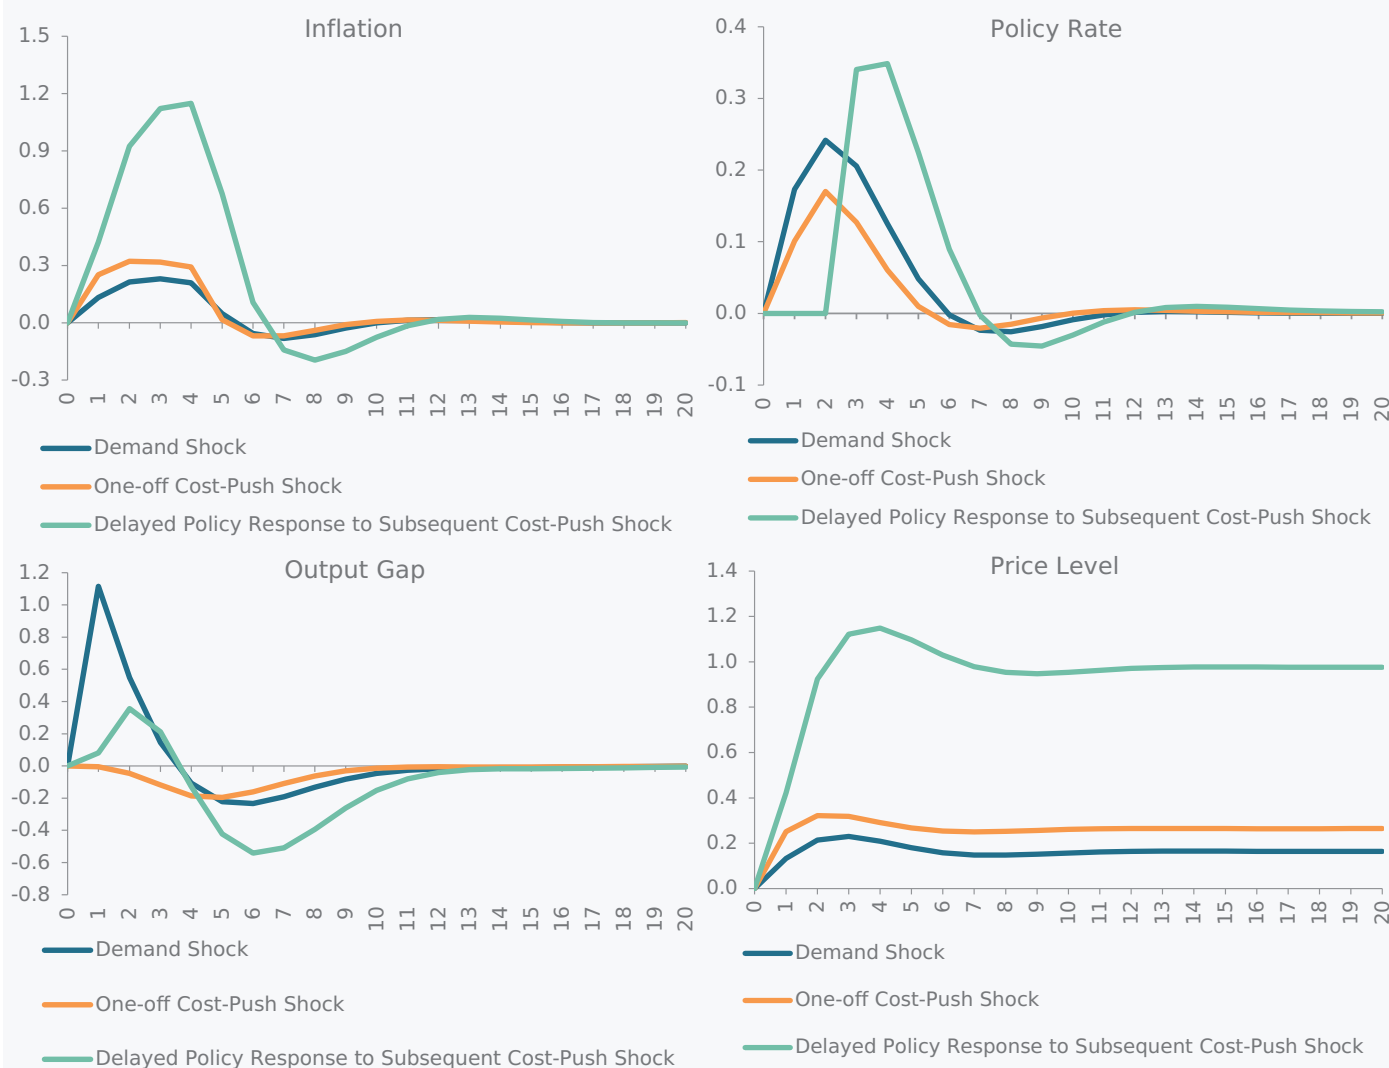 Inflation
1.5
1.2
0.9
0.6
0.3
0.0
-0.3
0 1 2 3 4 5 6 7 8 9 10 11 12 13 14 15 16 17 18 19 20
Demand Shock
One-off Cost-Push Shock
Delayed Policy Response to Subsequent Cost-Push Shock
Policy Rate
0.4
0.3
0.2
0.1
0.0
-0.1
0 1 2 3 4 5 6 7 8 9 10 11 12 13 14 15 16 17 18 19 20
Demand Shock
One-off Cost-Push Shock
Delayed Policy Response to Subsequent Cost-Push Shock
Output Gap
1.2
1.0
0.8
0.6
0.4
0.2
0.0
-0.2
-0.4
-0.6
-0.8
0 1 2 3 4 5 6 7 8 9 10 11 12 13 14 15 16 17 18 19 20
Demand Shock
One-off Cost-Push Shock
Delayed Policy Response to Subsequent Cost-Push Shock
Price Level
1.4
1.2
1.0
0.8
0.6
0.4
0.2
0.0
0 1 2 3 4 5 6 7 8 9 10 11 12 13 14 15 16 17 18 19 20
Demand Shock
One-off Cost-Push Shock
Delayed Policy Response to Subsequent Cost-Push Shock